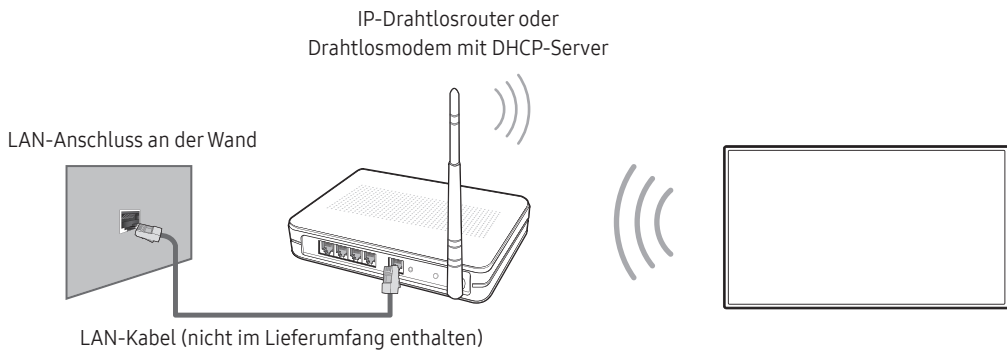 IP-Drahtlosrouter oder
Drahtlosmodem mit DHCP-Server
LAN-Anschluss an der Wand
LAN-Kabel (nicht im Lieferumfang enthalten)